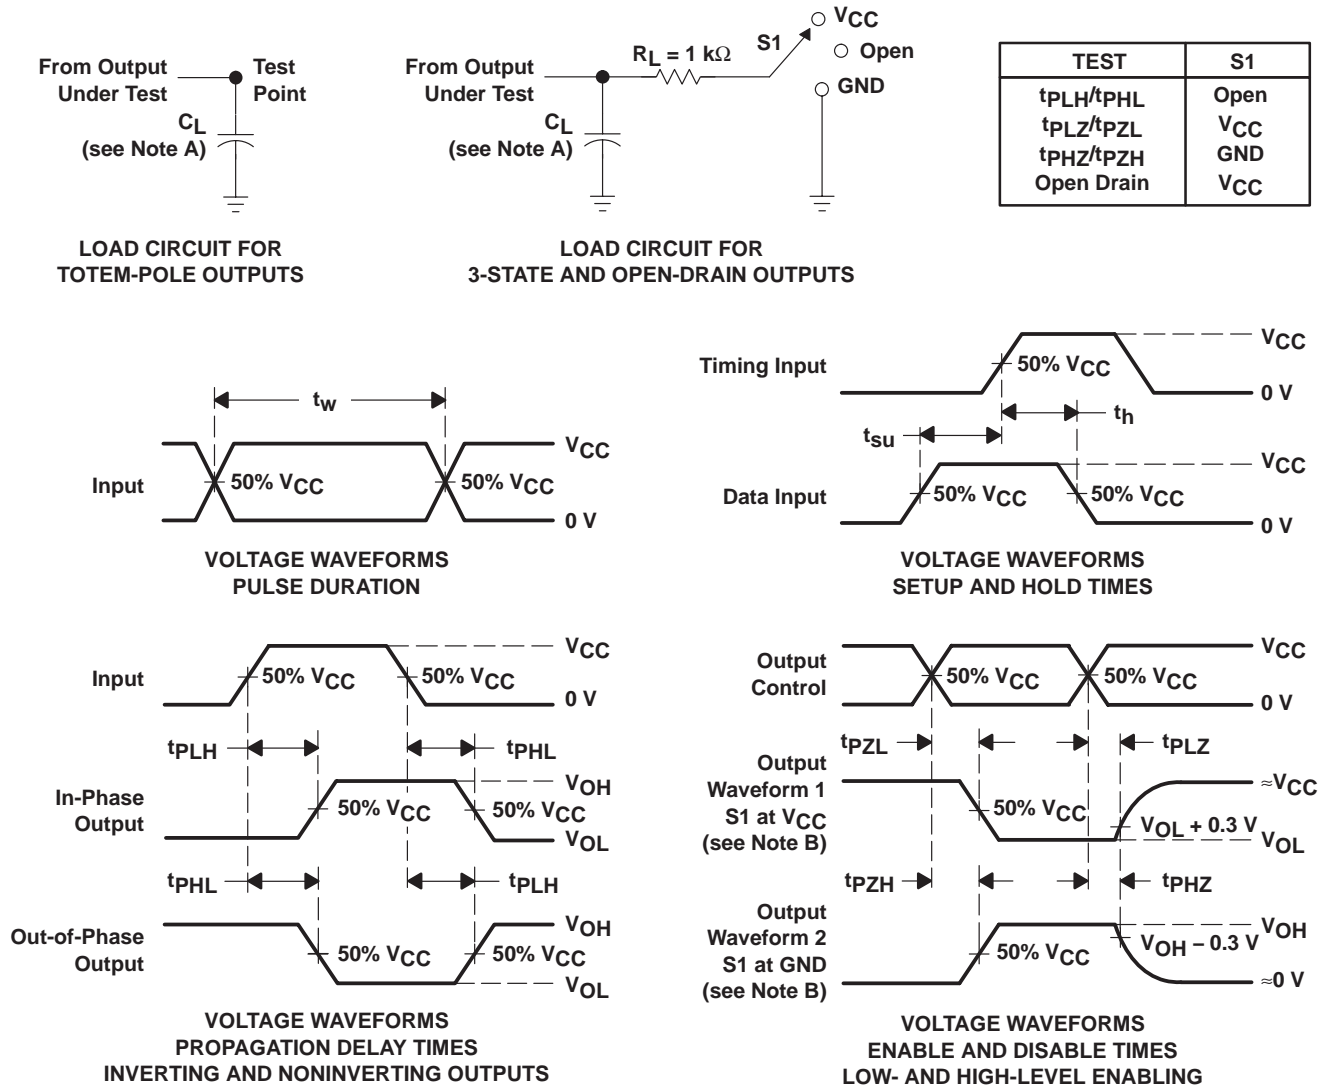 From Output
Under Test
Test
Point
CL
(see Note A)
LOAD CIRCUIT FOR
TOTEM-POLE OUTPUTS
From Output
Under Test
RL = 1 kΩ
S1
VCC
Open
GND
CL
(see Note A)
LOAD CIRCUIT FOR
3-STATE AND OPEN-DRAIN OUTPUTS
TEST S1
tPLH/tPHL Open
tPLZ/tPZL VCC
tPHZ/tPZH GND
Open Drain VCC
tw
Input
50% VCC
50% VCC
VCC
0 V
VOLTAGE WAVEFORMS
PULSE DURATION
Timing Input
50% VCC
VCC
0 V
tsu
th
Data Input
50% VCC
50% VCC
VCC
0 V
VOLTAGE WAVEFORMS
SETUP AND HOLD TIMES
Input
50% VCC
50% VCC
VCC
0 V
tPLH
tPHL
In-Phase
Output
50% VCC
50% VCC
VOH
VOL
tPHL
tPLH
Out-of-Phase
Output
50% VCC
50% VCC
VOH
VOL
VOLTAGE WAVEFORMS
PROPAGATION DELAY TIMES
INVERTING AND NONINVERTING OUTPUTS
Output
Control
50% VCC
50% VCC
VCC
0 V
tPZL
tPLZ
Output
Waveform 1
S1 at VCC
(see Note B)
50% VCC
≈VCC
VOL + 0.3 V
VOL
tPZH
tPHZ
Output
Waveform 2
S1 at GND
(see Note B)
50% VCC
VOH
VOH − 0.3 V
≈0 V
VOLTAGE WAVEFORMS
ENABLE AND DISABLE TIMES
LOW- AND HIGH-LEVEL ENABLING